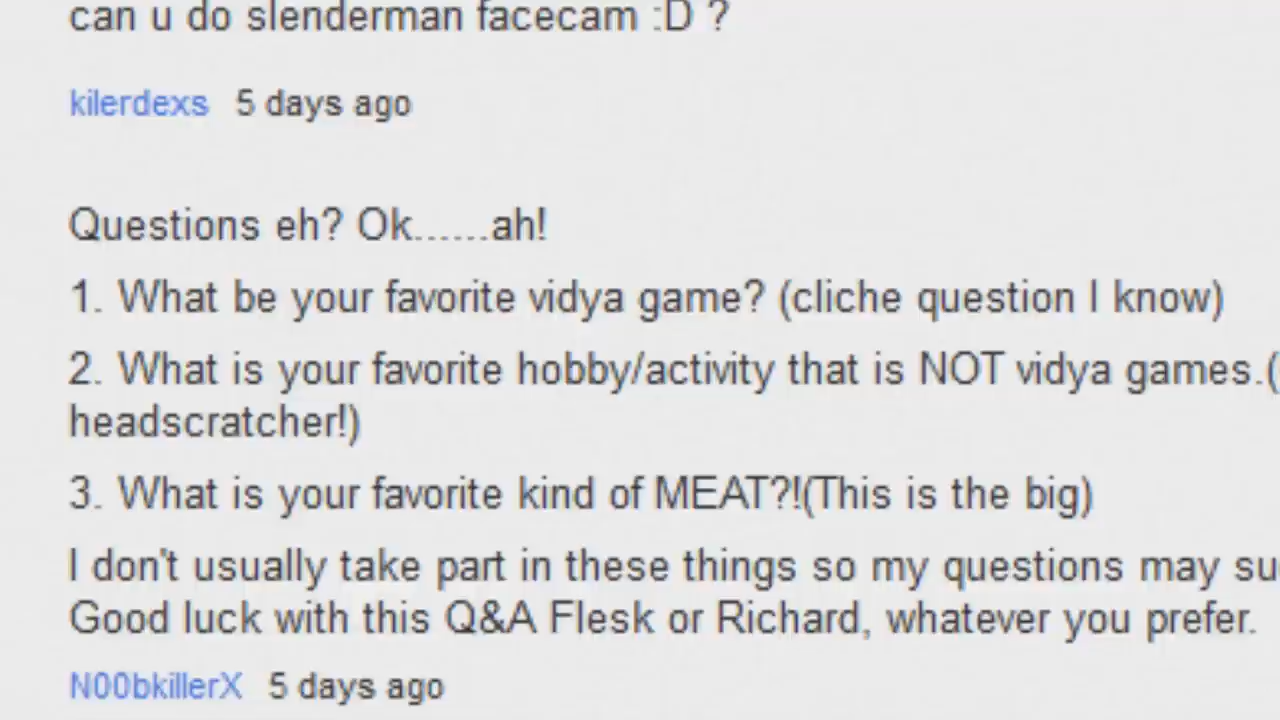 can u do slenderman facecam :D ?
kilerdexs 5 days ago
Questions eh? Ok......ah!
1. What be your favorite vidya game? (cliche question I know)
2. What is your favorite hobby/activity that is NOT vidya games.(
headscratcher!)
3. What is your favorite kind of MEAT?!(This is the big)
I don't usually take part in these things so my questions may su
Good luck with this Q&A Flesk or Richard, whatever you prefer.
N00bkillerX 5 days ago